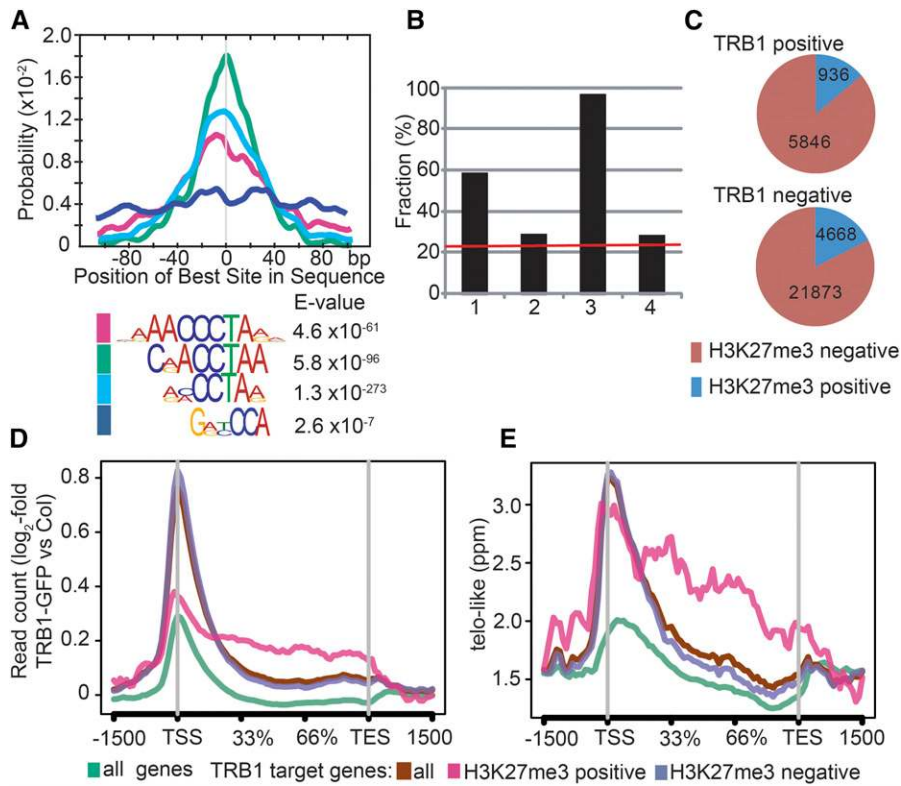 A
2.0
1.6
1.2
0.8
0.4
0
Probability (x10-2)
-80 -40 0 40 80 bp
Position of Best Site in Sequence
E-value
AAACCCTAA 4.6 x10-61
CAACCTAA 5.8 x10-96
ACCCTAA 1.3 x10-273
GATCCA 2.6 x10-7
B
100
80
60
40
20
0
Fraction (%)
1 2 3 4
C
TRB1 positive
936
5846
TRB1 negative
4668
21873
H3K27me3 negative
H3K27me3 positive
D
0.8
0.6
0.4
0.2
0
Read count (log2-fold
TRB1-GFP vs Col)
-1500 TSS 33% 66% TES 1500
E
3.0
2.5
2.0
1.5
telo-like (ppm)
-1500 TSS 33% 66% TES 1500
all genes TRB1 target genes: all H3K27me3 positive H3K27me3 negative